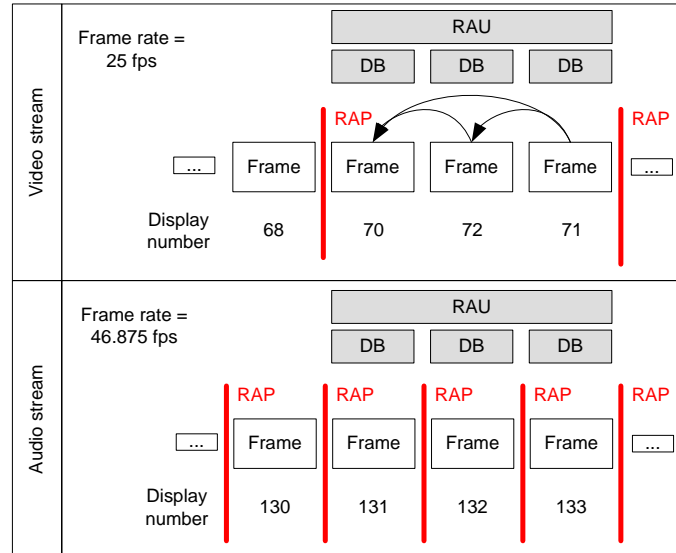 Video stream
Frame rate =
25 fps
RAU
DB DB DB
RAP RAP
... Frame Frame Frame Frame ...
Display
number
68 70 72 71
Audio stream
Frame rate =
46.875 fps
RAU
DB DB DB
RAP RAP RAP RAP RAP
... Frame Frame Frame Frame ...
Display
number
130 131 132 133